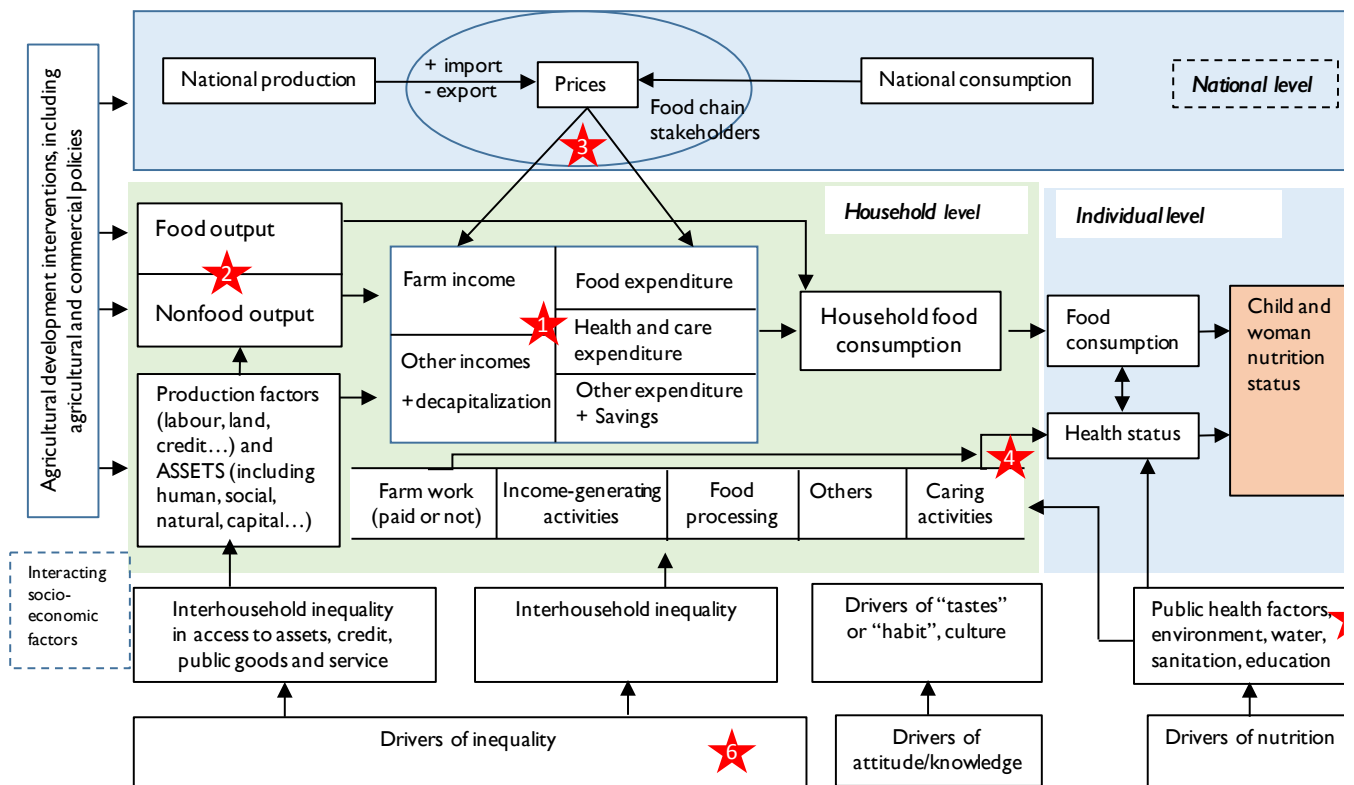 Agricultural development interventions, including
agricultural and commercial policies
National production
+ import
- export
Prices
National consumption
National level
Food chain
stakeholders
3
Household level
Individual level
Food output
2
Nonfood output
Farm income
Food expenditure
1
Health and care
expenditure
Other incomes
+decapitalization
Other expenditure
+ Savings
Household food
consumption
Food
consumption
Child and
woman
nutrition
status
Health status
Production factors
(labour, land,
credit...) and
ASSETS (including
human, social,
natural, capital...)
4
Farm work
(paid or not)
Income-generating
activities
Food
processing
Others
Caring
activities
Interacting
socio-
economic
factors
Interhousehold inequality
in access to assets, credit,
public goods and service
Interhousehold inequality
Drivers of “tastes”
or “habit”, culture
Public health factors,
environment, water,
sanitation, education
Drivers of inequality
6
Drivers of
attitude/knowledge
Drivers of nutrition